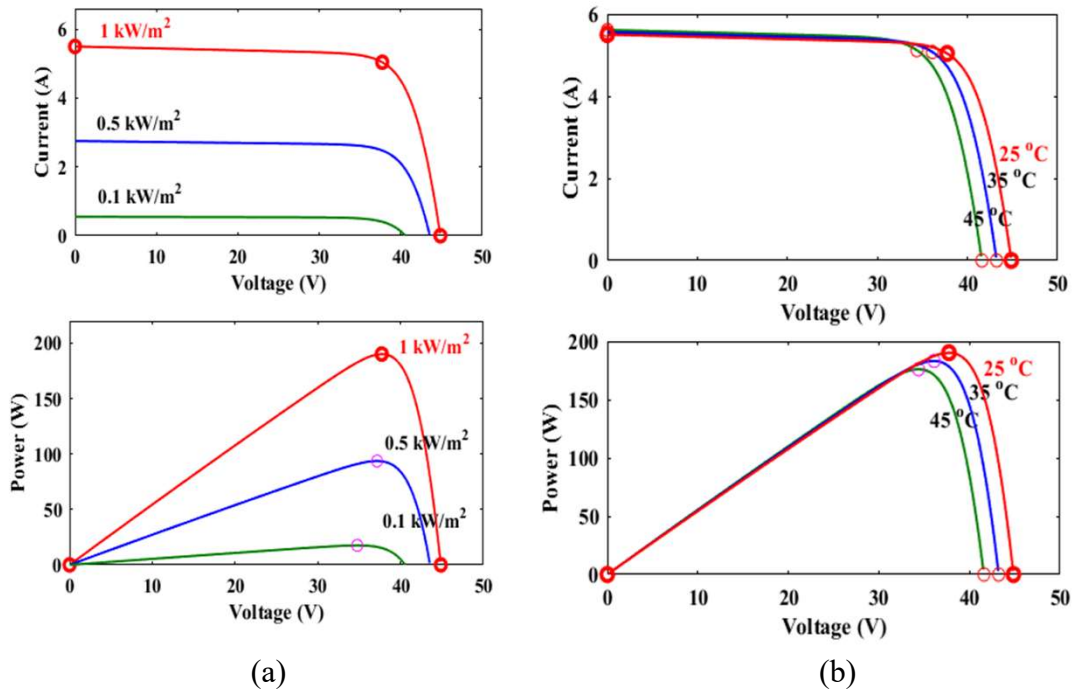 6
4
2
0
Current (A)
1 kW/m²
0.5 kW/m²
0.1 kW/m²
0 10 20 30 40 50
Voltage (V)
200
150
100
50
0
Power (W)
1 kW/m²
0.5 kW/m²
0.1 kW/m²
0 10 20 30 40 50
Voltage (V)
(a)
6
4
2
0
Current (A)
25 °C
35 °C
45 °C
0 10 20 30 40 50
Voltage (V)
200
150
100
50
0
Power (W)
25 °C
35 °C
45 °C
0 10 20 30 40 50
Voltage (V)
(b)